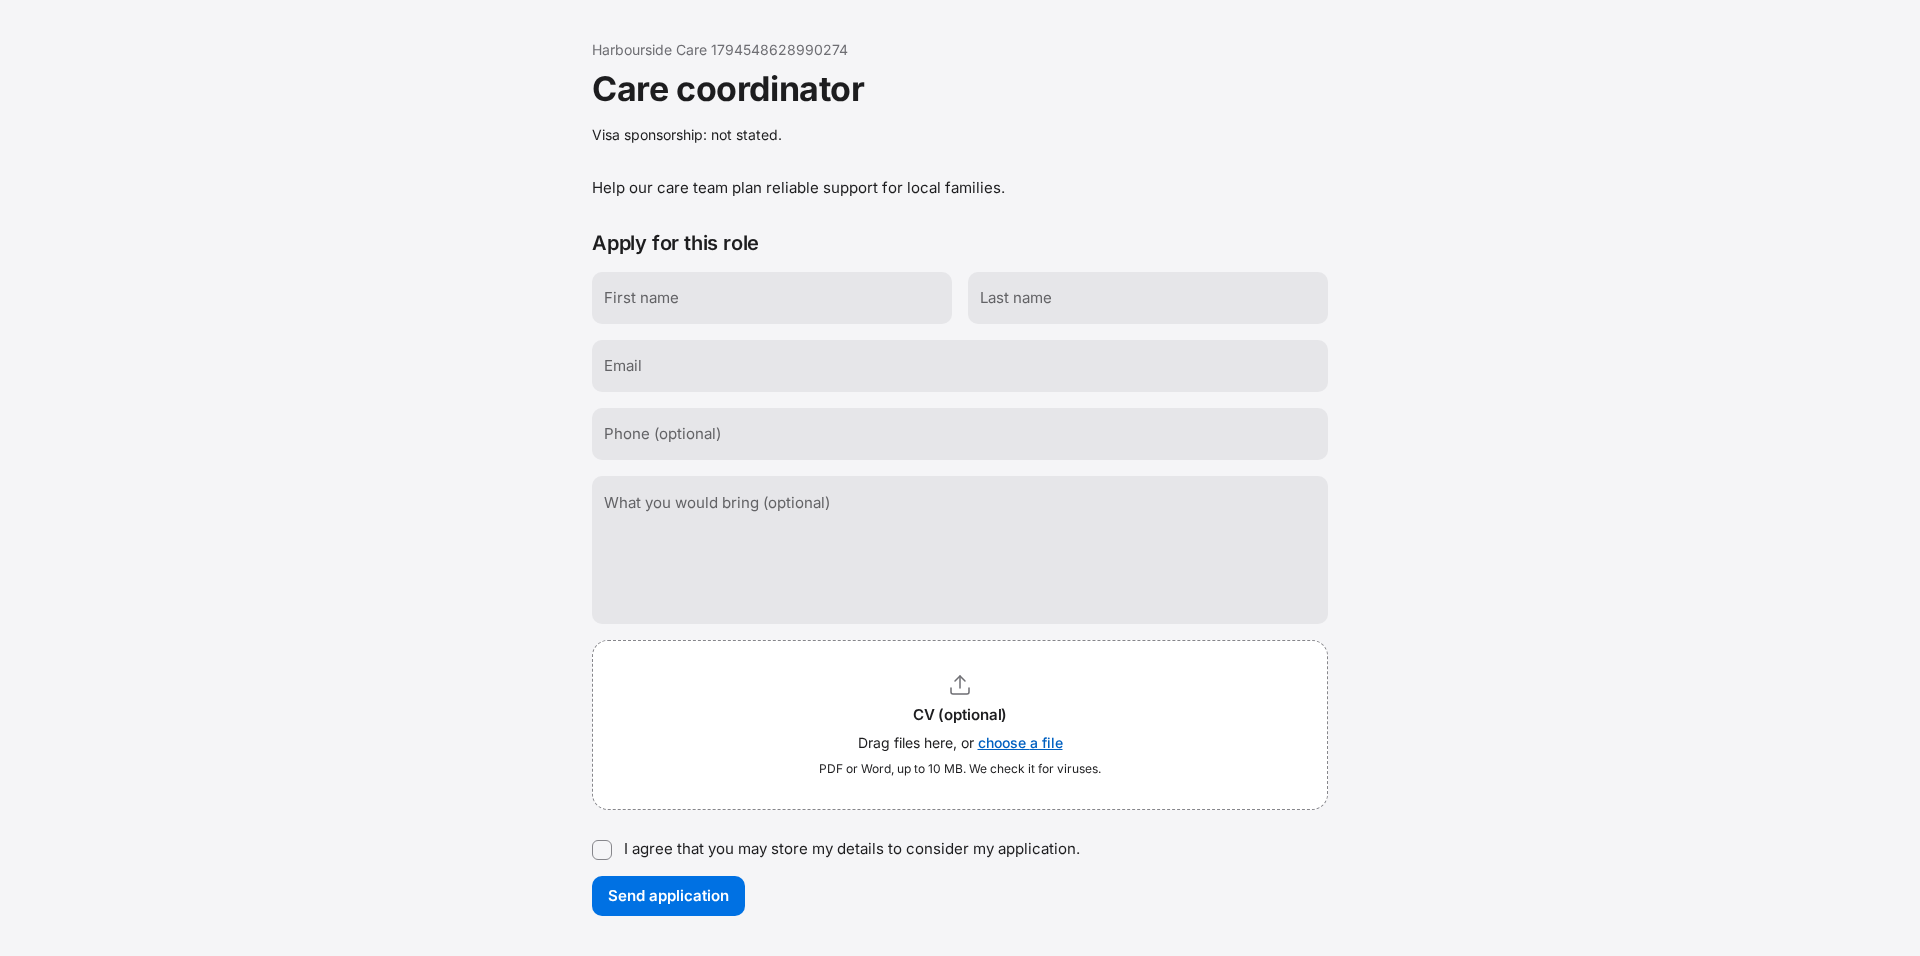 Harbourside Care 1794548628990274
Care coordinator
Visa sponsorship: not stated.
Help our care team plan reliable support for local families.
Apply for this role
First name
Last name
Email
Phone (optional)
What you would bring (optional)
CV (optional)
Drag files here, or choose a file
PDF or Word, up to 10 MB. We check it for viruses.
I agree that you may store my details to consider my application.
Send application